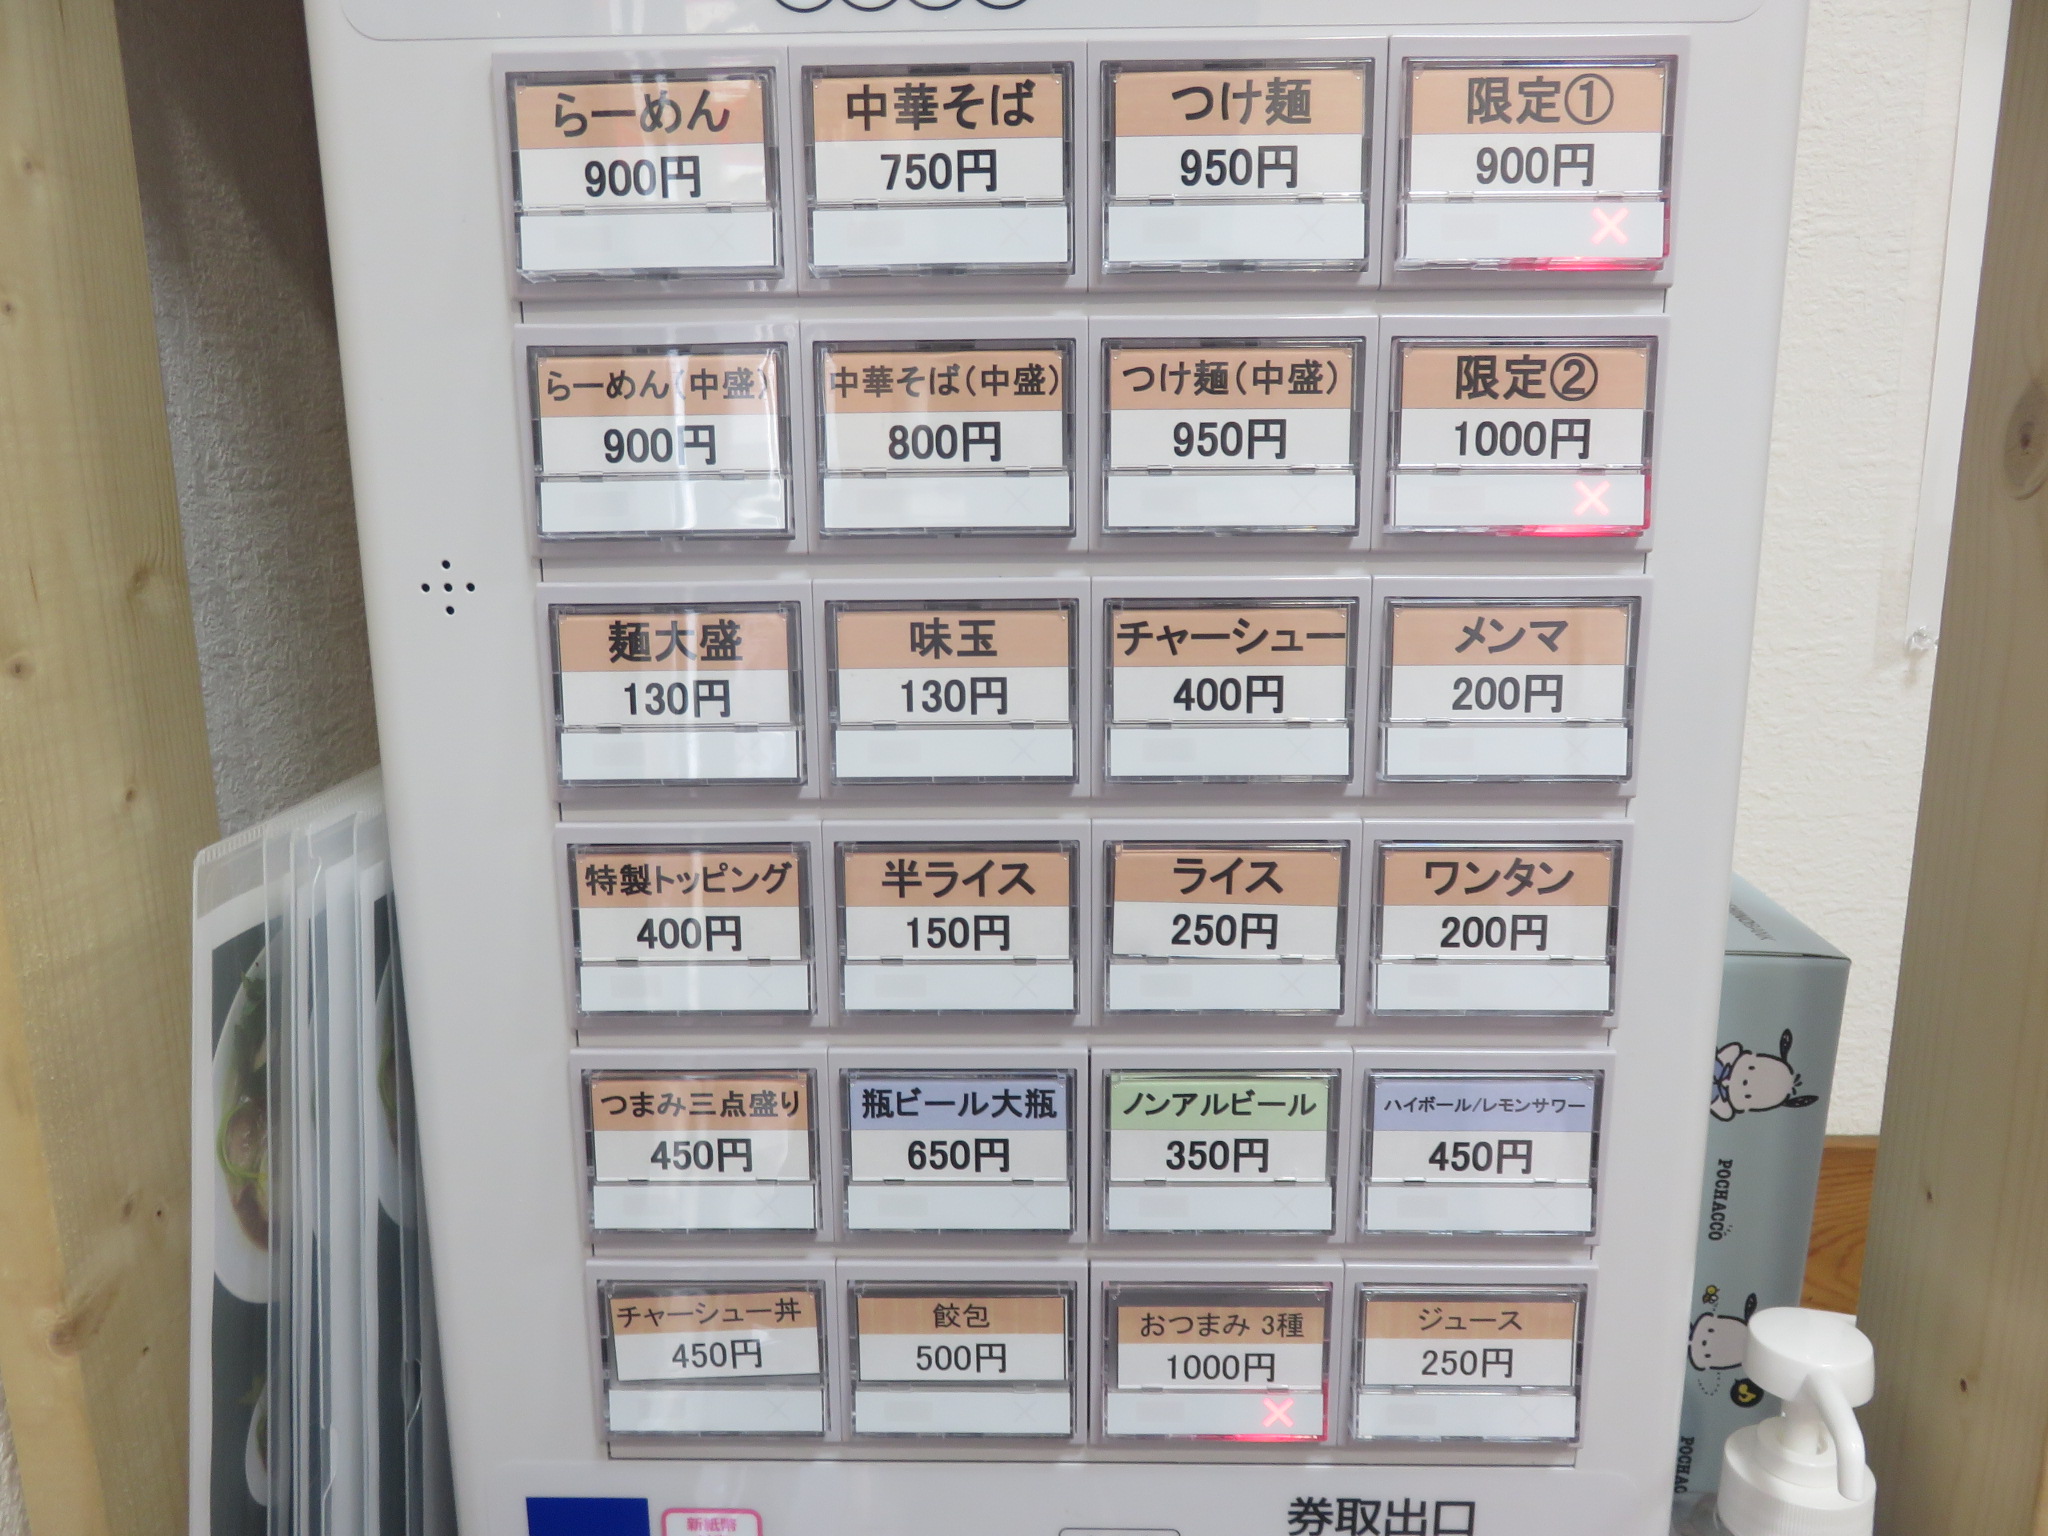 らーめん
900円
中華そば
750円
つけ麺
950円
限定①
900円
×
らーめん(中盛)
900円
中華そば(中盛)
800円
つけ麺(中盛)
950円
限定②
1000円
×
麺大盛
130円
味玉
130円
チャーシュー
400円
メンマ
200円
特製トッピング
400円
半ライス
150円
ライス
250円
ワンタン
200円
つまみ三点盛り
450円
瓶ビール大瓶
650円
ノンアルビール
350円
ハイボール/レモンサワー
450円
チャーシュー丼
450円
餃包
500円
おつまみ 3種
1000円
×
ジュース
250円
券取出口
新紙幣
POCHACCO
POCHAC